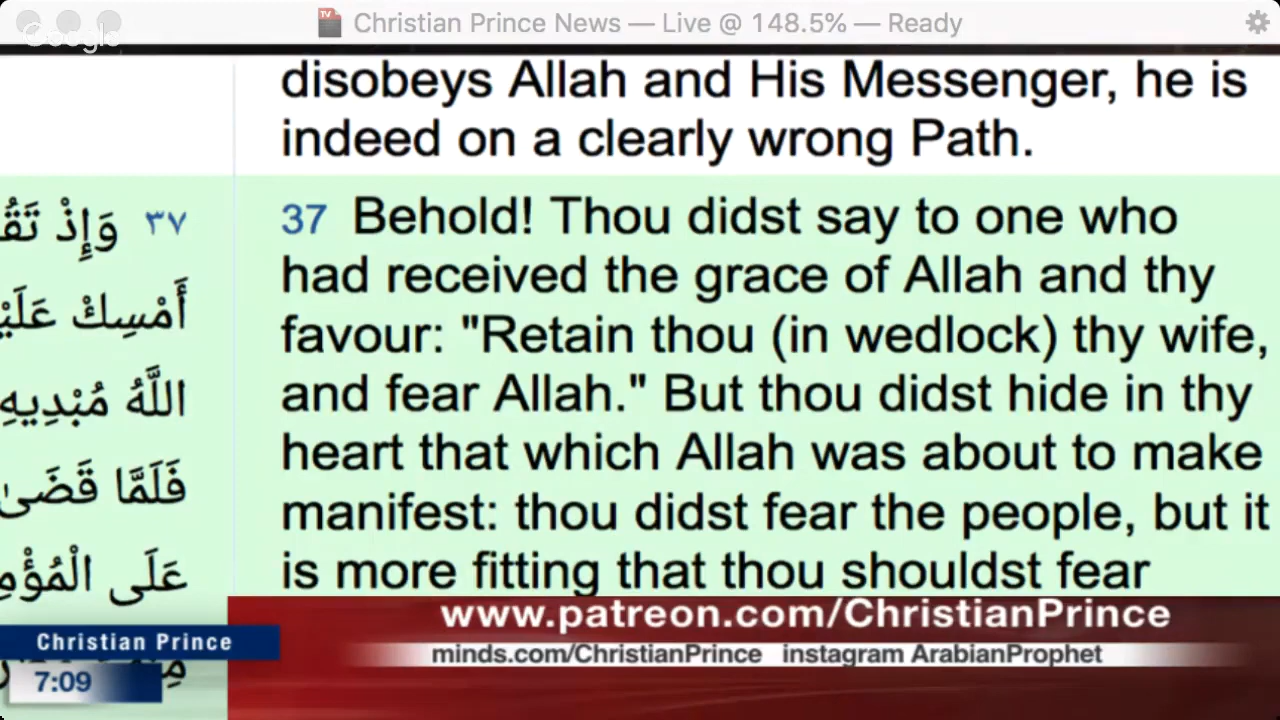 Christian Prince News — Live @ 148.5% — Ready
Google
disobeys Allah and His Messenger, he is
indeed on a clearly wrong Path.
37 Behold! Thou didst say to one who
had received the grace of Allah and thy
favour: "Retain thou (in wedlock) thy wife,
and fear Allah." But thou didst hide in thy
heart that which Allah was about to make
manifest: thou didst fear the people, but it
is more fitting that thou shouldst fear
٣٧ وَإِذْ
أَمْسِكْ
اللَّهُ مُبْدِيهِ
فَلَمَّا قَضَىٰ
عَلَى
www.patreon.com/ChristianPrince
Christian Prince
minds.com/ChristianPrince instagram ArabianProphet
7:09